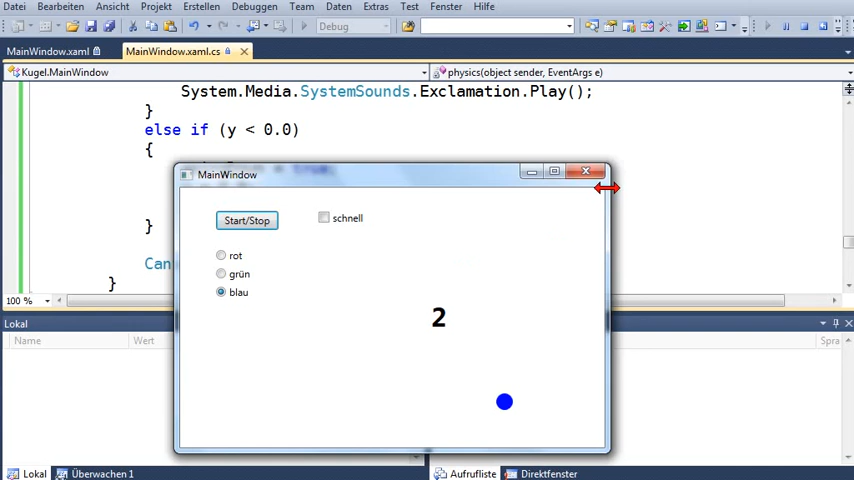 Datei Bearbeiten Ansicht Projekt Erstellen Debuggen Team Daten Extras Test Fenster Hilfe
Debug
MainWindow.xaml MainWindow.xaml.cs
Kugel.MainWindow physics(object sender, EventArgs e)
System.Media.SystemSounds.Exclamation.Play();
}
else if (y < 0.0)
{
MainWindow
Start/Stop schnell
}
rot
Can
grün
}
blau
100 %
2
Lokal
Name Wert Spra
Lokal Überwachen 1 Aufrufliste Direktfenster